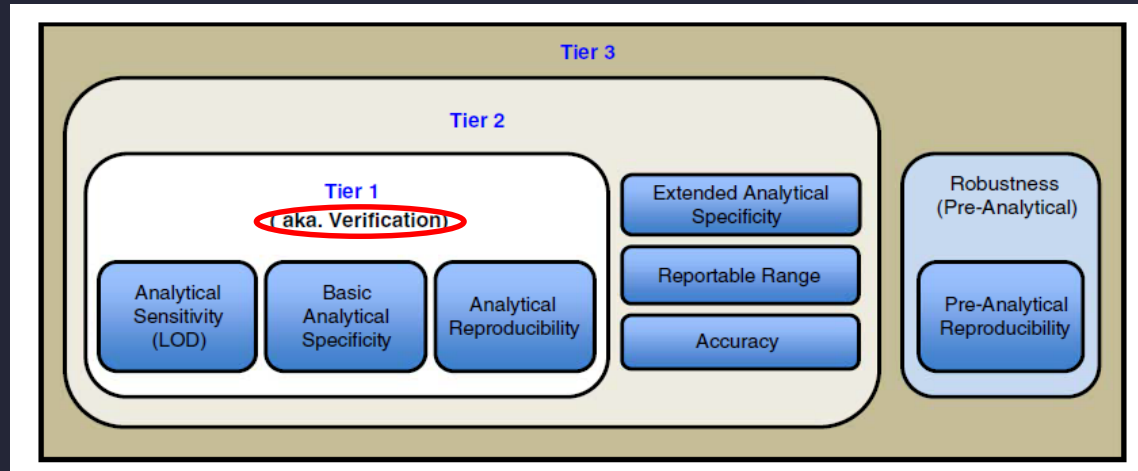 Tier 3
Tier 2
Tier 1
( aka. Verification)
Analytical
Sensitivity
(LOD)
Basic
Analytical
Specificity
Analytical
Reproducibility
Extended Analytical
Specificity
Reportable Range
Accuracy
Robustness
(Pre-Analytical)
Pre-Analytical
Reproducibility